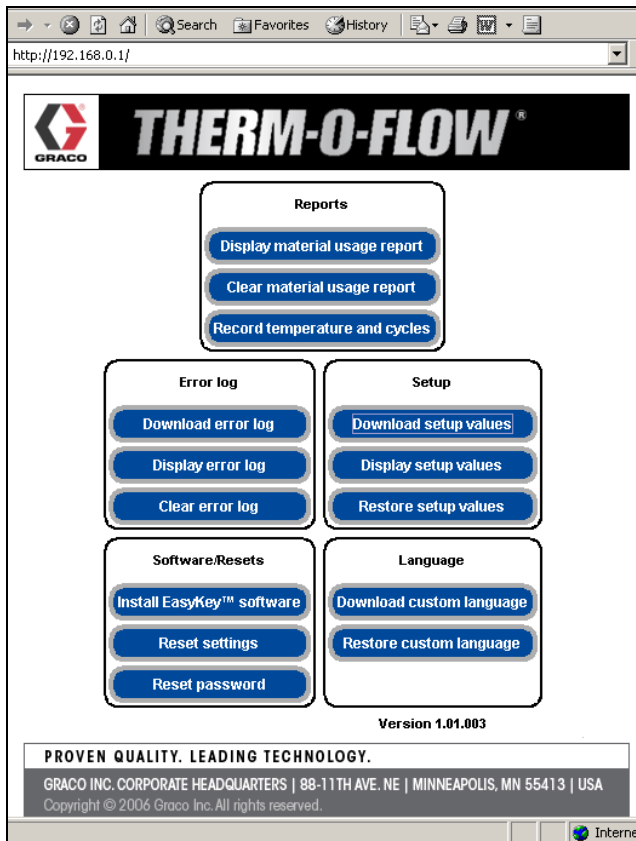 Search Favorites History
http://192.168.0.1/
GRACO
THERM-O-FLOW®
Reports
Display material usage report
Clear material usage report
Record temperature and cycles
Error log
Download error log
Display error log
Clear error log
Setup
Download setup values
Display setup values
Restore setup values
Software/Resets
Install EasyKey™ software
Reset settings
Reset password
Language
Download custom language
Restore custom language
Version 1.01.003
PROVEN QUALITY. LEADING TECHNOLOGY.
GRACO INC. CORPORATE HEADQUARTERS | 88-11TH AVE. NE | MINNEAPOLIS, MN 55413 | USA
Copyright © 2006 Graco Inc. All rights reserved.
Interne